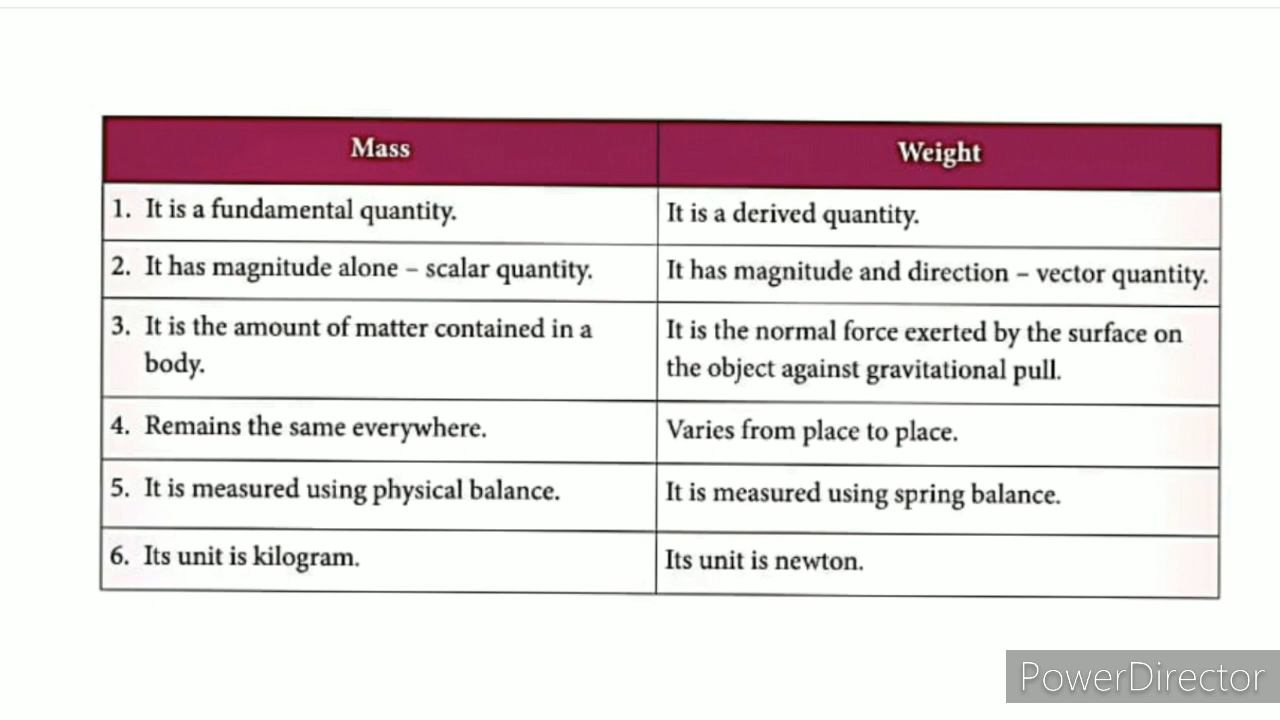 Mass
Weight
1. It is a fundamental quantity.
It is a derived quantity.
2. It has magnitude alone – scalar quantity.
It has magnitude and direction – vector quantity.
3. It is the amount of matter contained in a
body.
It is the normal force exerted by the surface on
the object against gravitational pull.
4. Remains the same everywhere.
Varies from place to place.
5. It is measured using physical balance.
It is measured using spring balance.
6. Its unit is kilogram.
Its unit is newton.
PowerDirector